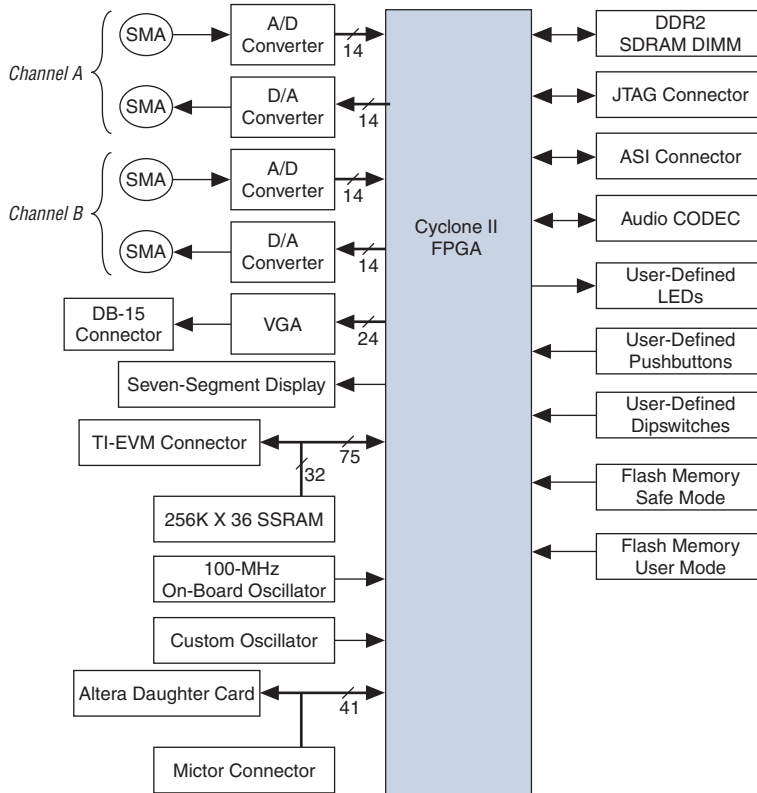 Channel A
SMA
A/D
Converter
14
SMA
D/A
Converter
14
Channel B
SMA
A/D
Converter
14
SMA
D/A
Converter
14
DB-15
Connector
VGA
24
Seven-Segment Display
TI-EVM Connector
75
32
256K X 36 SSRAM
100-MHz
On-Board Oscillator
Custom Oscillator
Altera Daughter Card
41
Mictor Connector
Cyclone II
FPGA
DDR2
SDRAM DIMM
JTAG Connector
ASI Connector
Audio CODEC
User-Defined
LEDs
User-Defined
Pushbuttons
User-Defined
Dipswitches
Flash Memory
Safe Mode
Flash Memory
User Mode